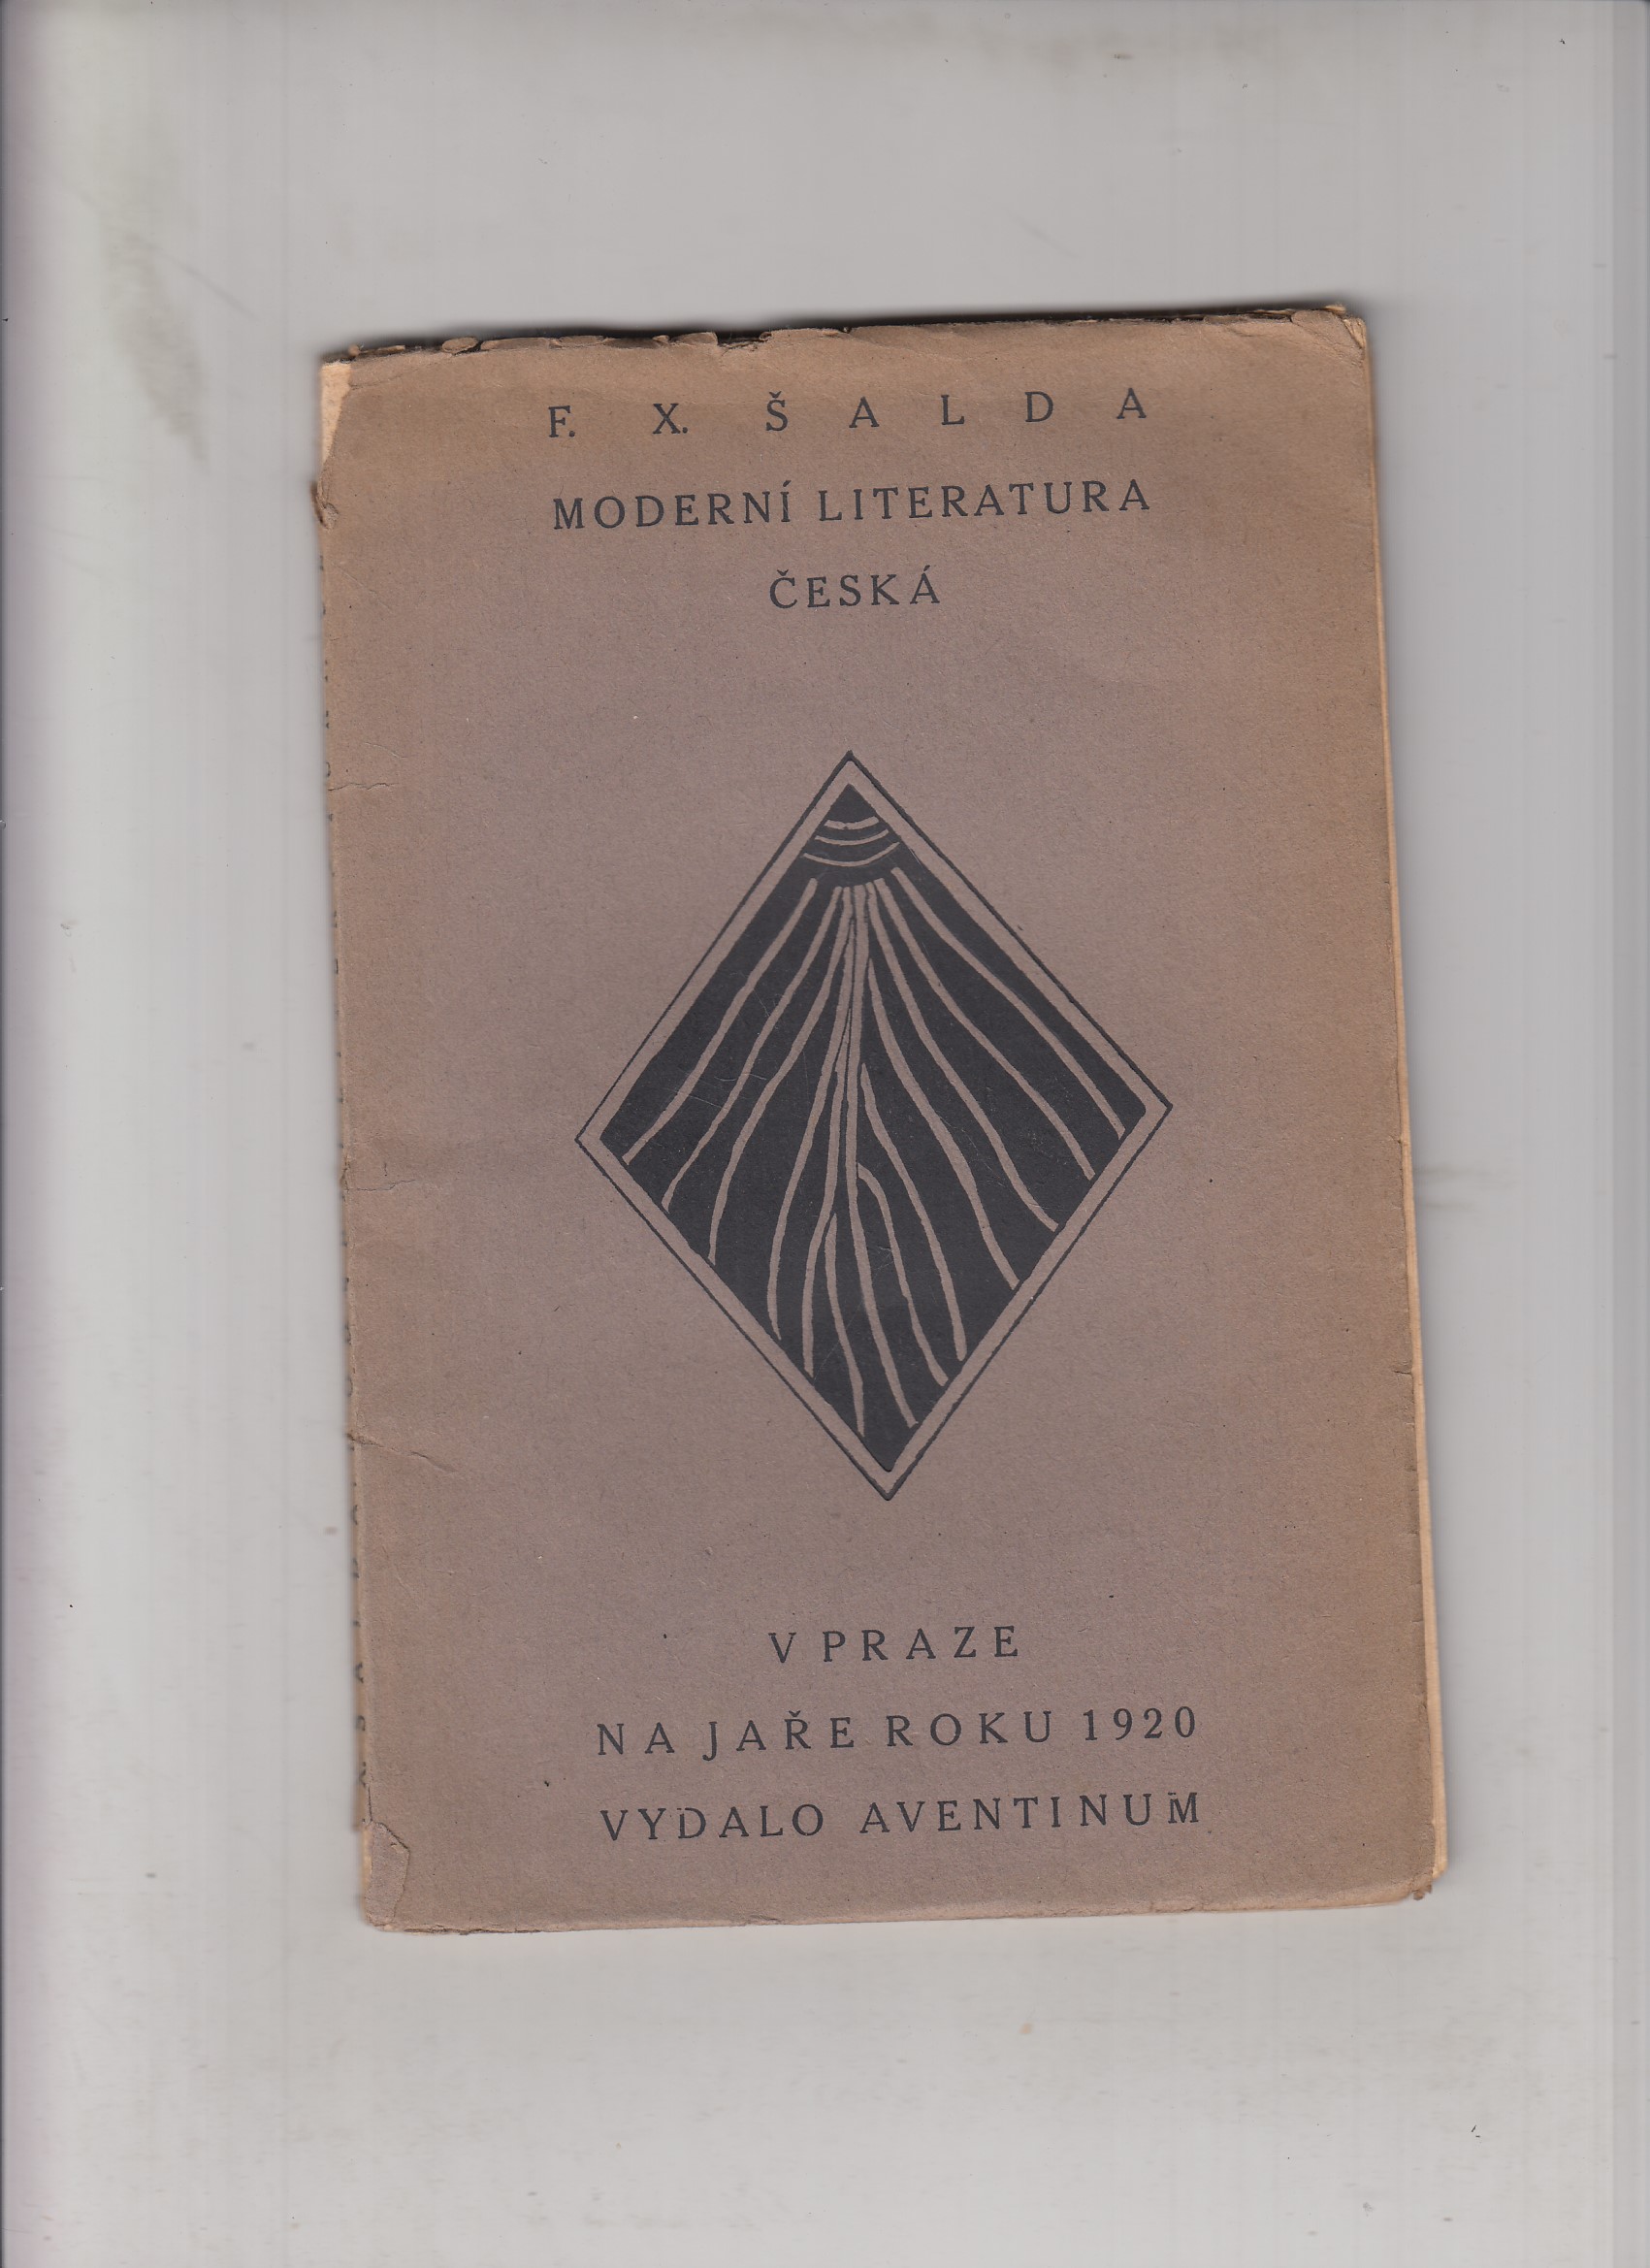 F. X. ŠALDA
MODERNÍ LITERATURA
ČESKÁ
V PRAZE
NA JAŘE ROKU 1920
VYDALO AVENTINUM